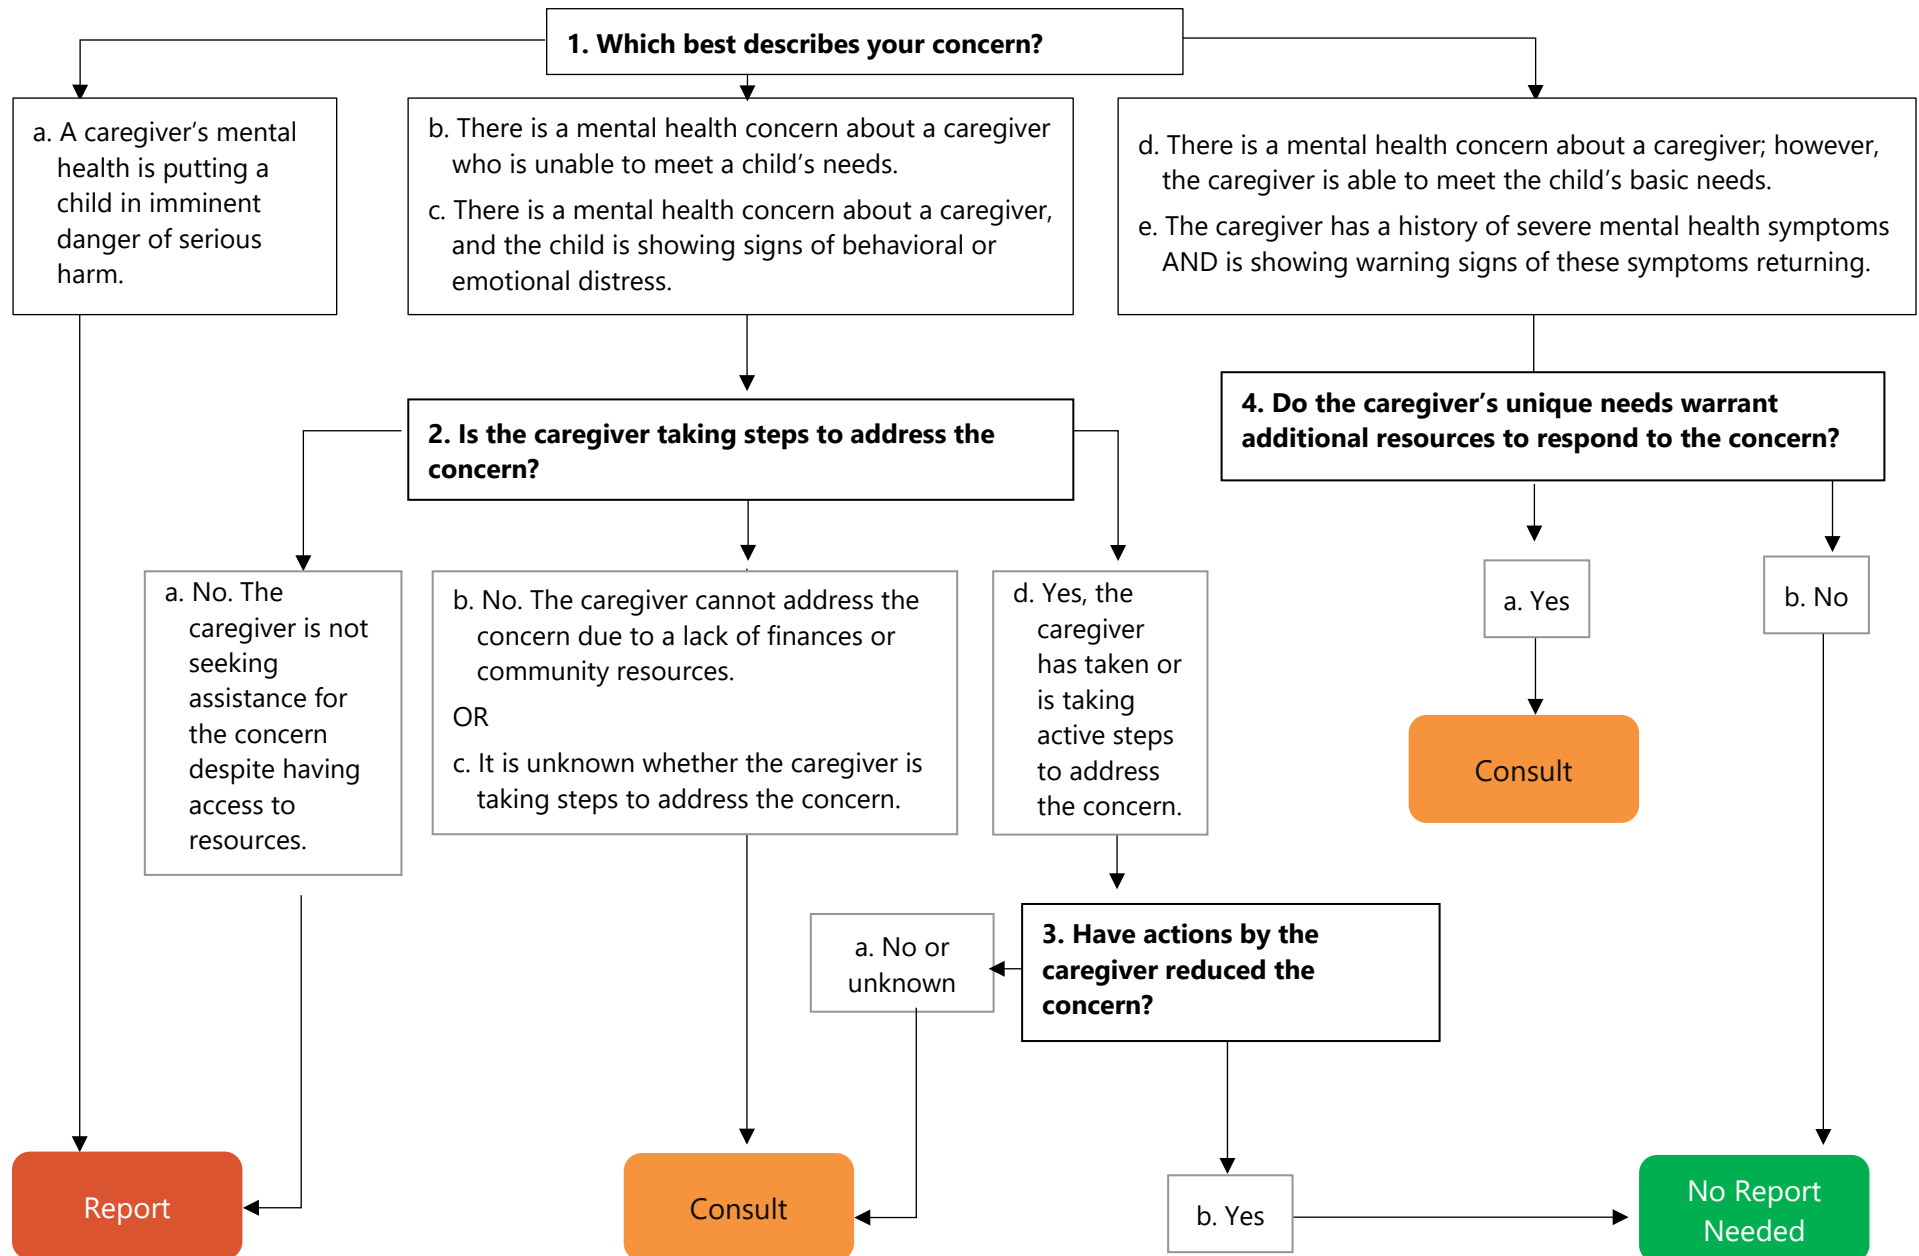 1. Which best describes your concern?
a. A caregiver’s mental
health is putting a
child in imminent
danger of serious
harm.
b. There is a mental health concern about a caregiver
who is unable to meet a child’s needs.
c. There is a mental health concern about a caregiver,
and the child is showing signs of behavioral or
emotional distress.
d. There is a mental health concern about a caregiver; however,
the caregiver is able to meet the child’s basic needs.
e. The caregiver has a history of severe mental health symptoms
AND is showing warning signs of these symptoms returning.
2. Is the caregiver taking steps to address the
concern?
4. Do the caregiver’s unique needs warrant
additional resources to respond to the concern?
a. No. The
caregiver is not
seeking
assistance for
the concern
despite having
access to
resources.
b. No. The caregiver cannot address the
concern due to a lack of finances or
community resources.
OR
c. It is unknown whether the caregiver is
taking steps to address the concern.
d. Yes, the
caregiver
has taken or
is taking
active steps
to address
the concern.
a. Yes
b. No
Consult
3. Have actions by the
caregiver reduced the
concern?
a. No or
unknown
b. Yes
Report
Consult
No Report
Needed